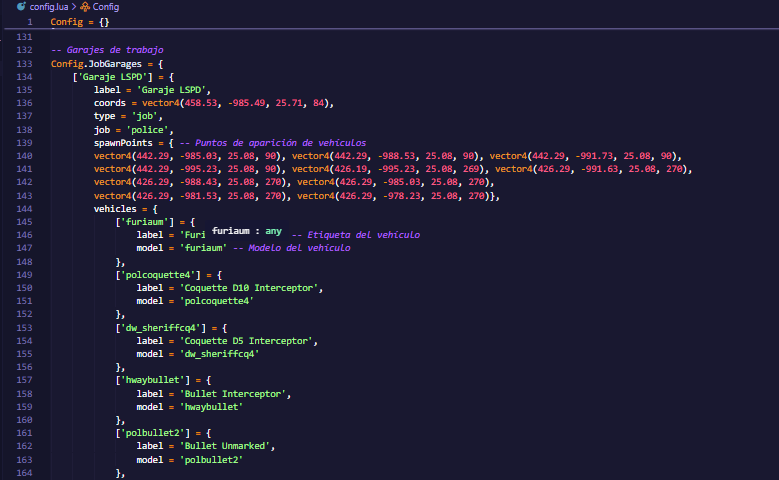 config.lua > Config
1 Config = {}
131
132 -- Garajes de trabajo
133 Config.JobGarages = {
134 ['Garaje LSPD'] = {
135 label = 'Garaje LSPD',
136 coords = vector4(458.53, -985.49, 25.71, 84),
137 type = 'job',
138 job = 'police',
139 spawnPoints = { -- Puntos de aparición de vehículos
140 vector4(442.29, -985.03, 25.08, 90), vector4(442.29, -988.53, 25.08, 90), vector4(442.29, -991.73, 25.08, 90),
141 vector4(442.29, -995.23, 25.08, 90), vector4(426.19, -995.23, 25.08, 269), vector4(426.29, -991.63, 25.08, 270),
142 vector4(426.29, -988.43, 25.08, 270), vector4(426.29, -985.03, 25.08, 270),
143 vector4(426.29, -981.53, 25.08, 270), vector4(426.29, -978.23, 25.08, 270)},
144 vehicles = {
145 ['furiaum'] = {
146 label = 'Furi furiaum : any -- Etiqueta del vehículo
147 model = 'furiaum' -- Modelo del vehículo
148 },
149 ['polcoquette4'] = {
150 label = 'Coquette D10 Interceptor',
151 model = 'polcoquette4'
152 },
153 ['dw_sheriffcq4'] = {
154 label = 'Coquette D5 Interceptor',
155 model = 'dw_sheriffcq4'
156 },
157 ['hwaybullet'] = {
158 label = 'Bullet Interceptor',
159 model = 'hwaybullet'
160 },
161 ['polbullet2'] = {
162 label = 'Bullet Unmarked',
163 model = 'polbullet2'
164 },